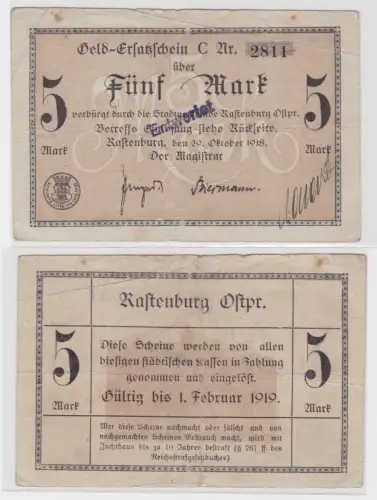 Geld-Ersatzschein C Nr. 2811
über
Fünf Mark
5
Mark
5
Mark
verbürgt durch die Stadtgemeinde Rastenburg Ostpr.
Betreffs Einlösung siehe Rückseite.
Rastenburg, den 29. Oktober 1918.
Der Magistrat
Entwertet
Rastenburg Ostpr.
5
Mark
5
Mark
Diese Scheine werden von allen
hiesigen städtischen Kassen in Zahlung
genommen und eingelöst.
Gültig bis 1. Februar 1919.
Wer diese Scheine nachmacht oder fälscht und von
nachgemachten Scheinen Gebrauch macht, wird mit
Zuchthaus bis zu 10 Jahren bestraft (§ 267 ff. des
Reichsstrafgesetzbuches)